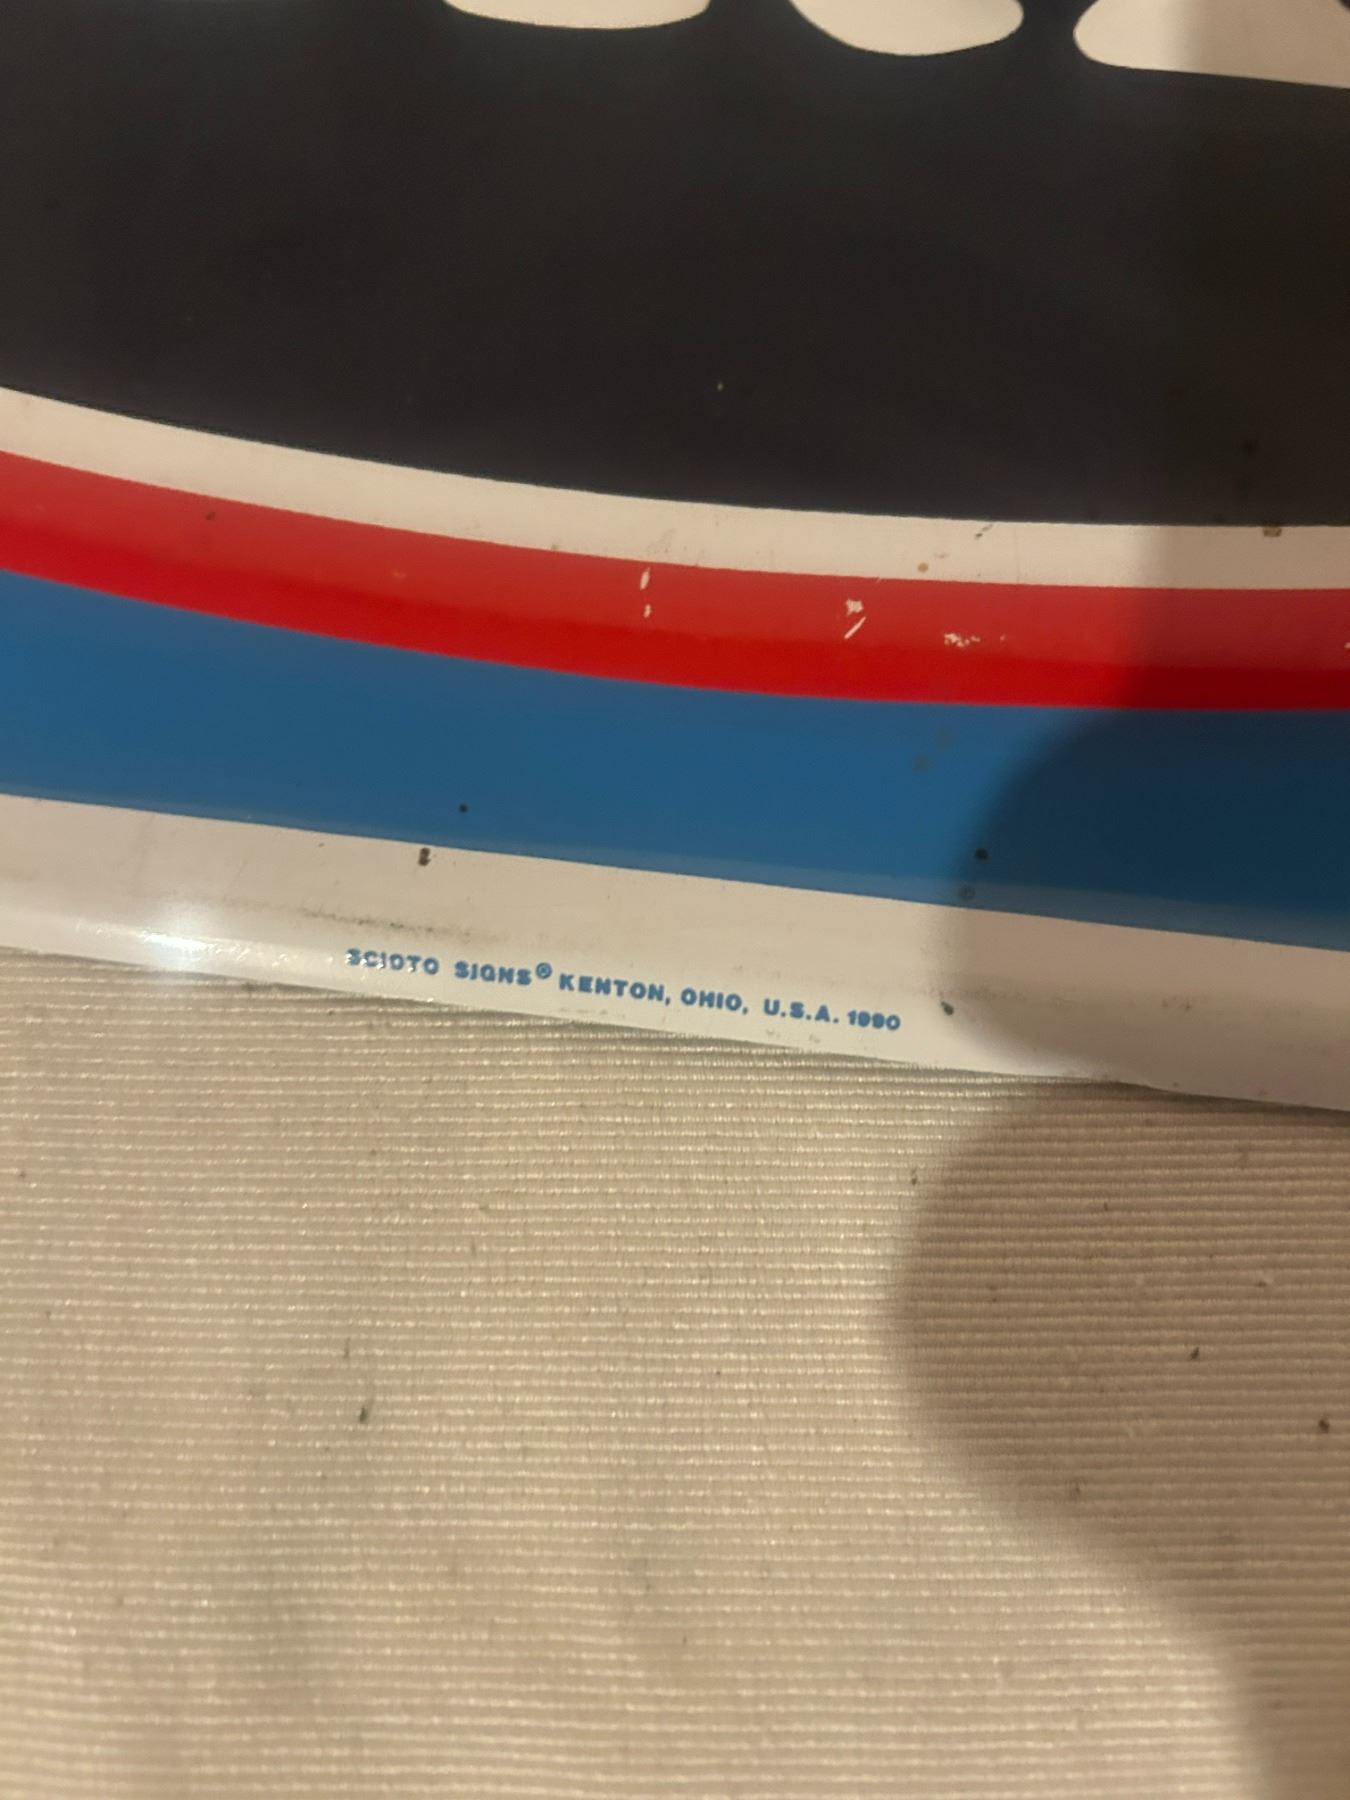 SCIOTO SIGNS® KENTON, OHIO, U.S.A. 1990